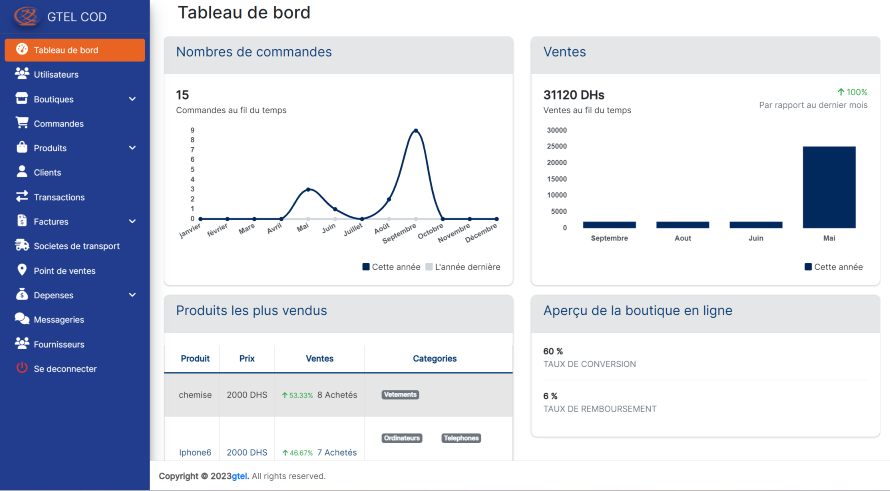 GTEL COD
Tableau de bord
Utilisateurs
Boutiques
Commandes
Produits
Clients
Transactions
Factures
Societes de transport
Point de ventes
Depenses
Messageries
Fournisseurs
Se deconnecter
Tableau de bord
Nombres de commandes
15
Commandes au fil du temps
9
8
7
6
5
4
3
2
1
0
janvier février Mars Avril Mai Juin Juillet Août Septembre Octobre Novembre Décembre
Cette année L'année dernière
Ventes
31120 DHs 100%
Ventes au fil du temps Par rapport au dernier mois
30000
25000
20000
15000
10000
5000
0
Septembre Aout Juin Mai
Cette année
Produits les plus vendus
Produit Prix Ventes Categories
chemise 2000 DHS 53.33% 8 Achetés Vetements
Ordinateurs Telephones
Iphone6 2000 DHS 46.67% 7 Achetés
Aperçu de la boutique en ligne
60 %
TAUX DE CONVERSION
6 %
TAUX DE REMBOURSEMENT
Copyright © 2023gtel. All rights reserved.